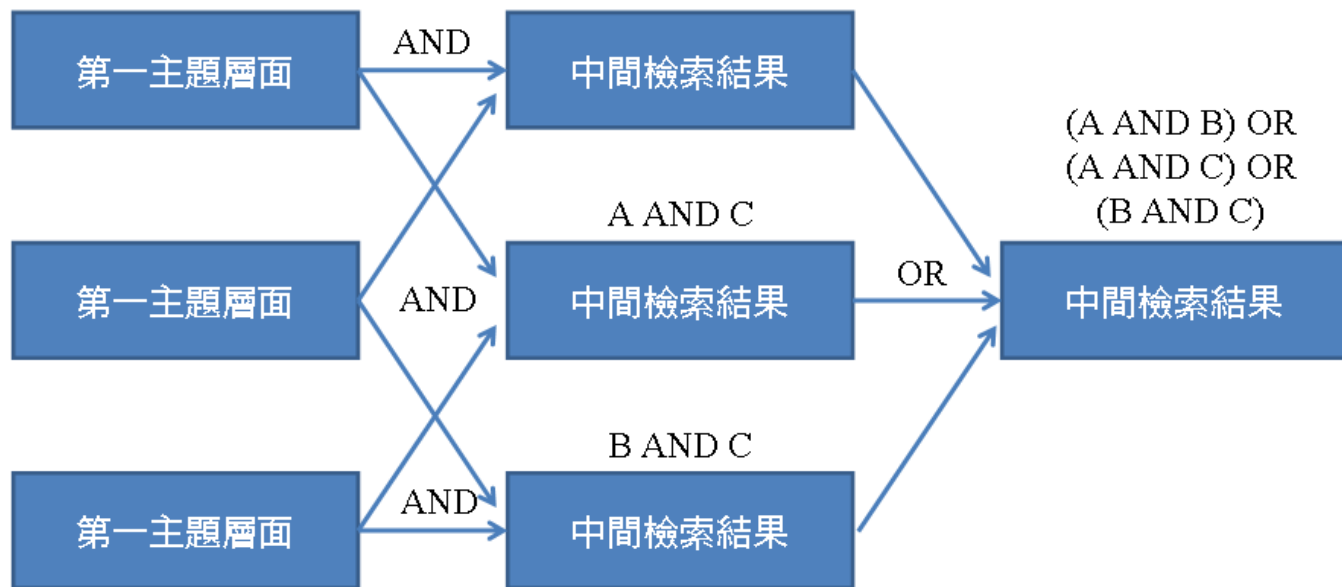 第一主題層面
AND
中間檢索結果
(A AND B) OR
(A AND C) OR
(B AND C)
A AND C
第一主題層面
AND
中間檢索結果
OR
中間檢索結果
B AND C
第一主題層面
AND
中間檢索結果